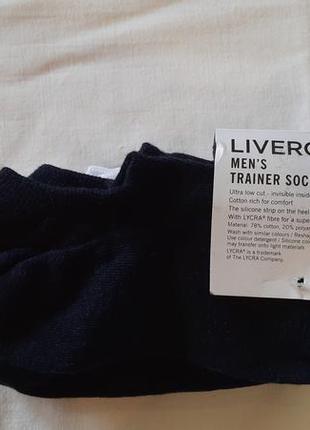 LIVERG
MEN'S
TRAINER SOC
Ultra low cut - invisible inside
Cotton rich for comfort
The silicone strip on the heel
With LYCRA® fibre for a supe
Material: 78% cotton, 20% polyam
Wash with similar colours / Resha
Use colour detergent / Silicone co
may transfer onto light materials
LYCRA® is a trademark
of The LYCRA Company.